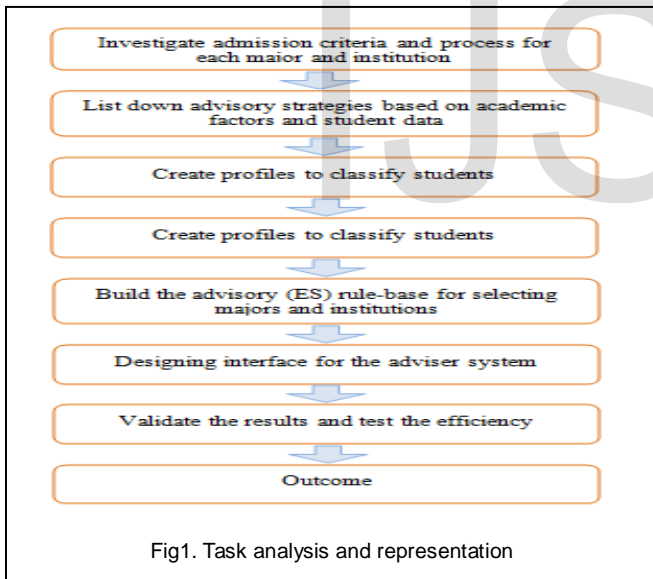 Investigate admission criteria and process for
each major and institution
List down advisory strategies based on academic
factors and student data
Create profiles to classify students
Create profiles to classify students
Build the advisory (ES) rule-base for selecting
majors and institutions
Designing interface for the adviser system
Validate the results and test the efficiency
Outcome
Fig1. Task analysis and representation
IJS